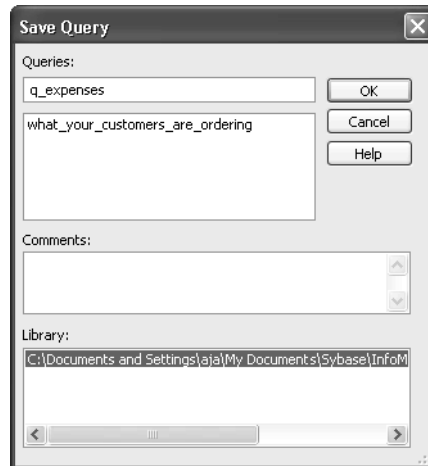 Save Query
Queries:
q_expenses
OK
what_your_customers_are_ordering
Cancel
Help
Comments:
Library:
C:\Documents and Settings\aja\My Documents\Sybase\InfoM